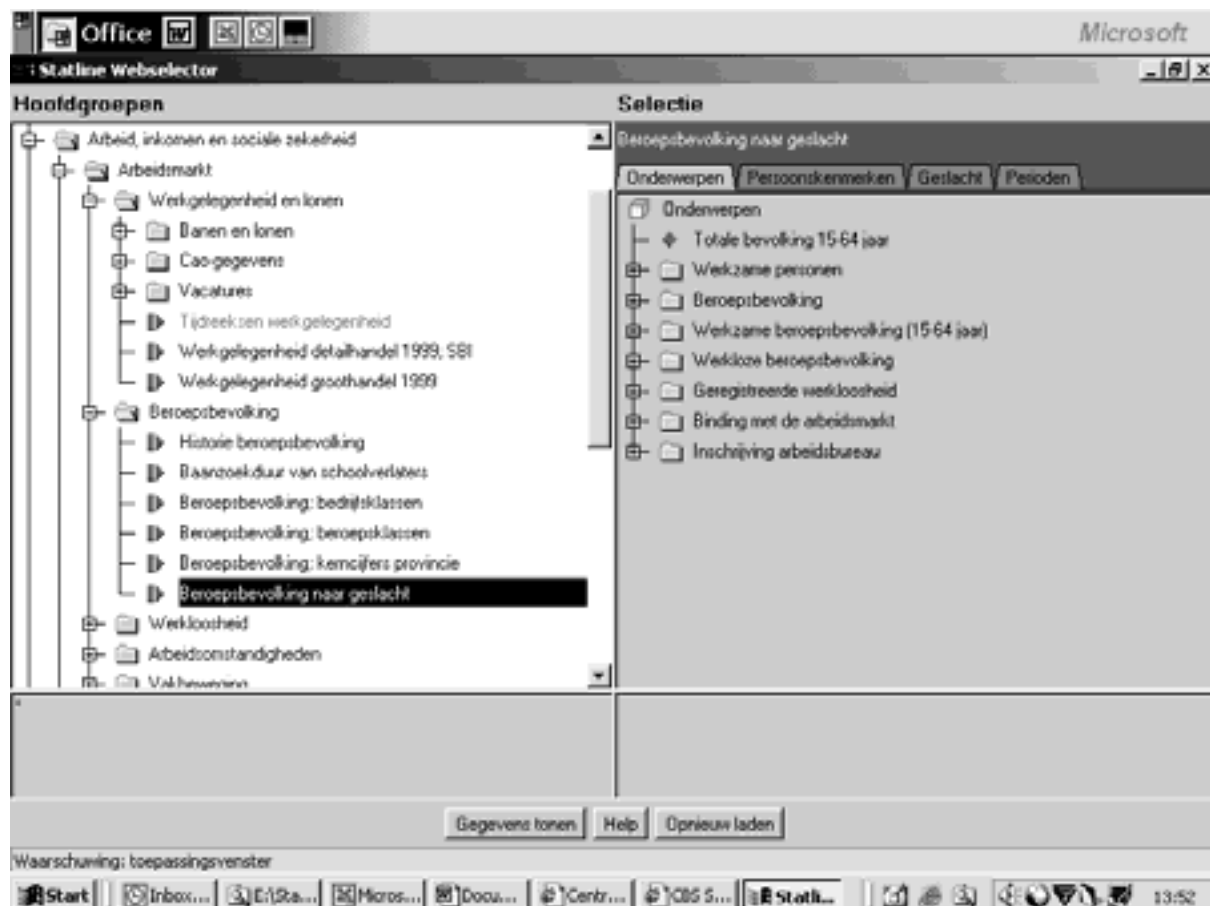 Office
Microsoft
Statline Webselector
Hoofdgroepen
Arbeid, inkomen en sociale zekerheid
Arbeidsmarkt
Werkgelegenheid en lonen
Banen en lonen
Cao-gegevens
Vacatures
Tijdreeksen werkgelegenheid
Werkgelegenheid detailhandel 1999, SBI
Werkgelegenheid groothandel 1999
Beroepsbevolking
Historie beroepsbevolking
Baanzoekduur van schoolverlaters
Beroepsbevolking; bedrijfsklassen
Beroepsbevolking; beroepsklassen
Beroepsbevolking; kerncijfers provincie
Beroepsbevolking naar geslacht
Werkloosheid
Arbeidsomstandigheden
Vakbeweging
Selectie
Beroepsbevolking naar geslacht
Onderwerpen Persoonskenmerken Geslacht Perioden
Onderwerpen
Totale bevolking 15-64 jaar
Werkzame personen
Beroepsbevolking
Werkzame beroepsbevolking (15-64 jaar)
Werkloze beroepsbevolking
Geregistreerde werkloosheid
Binding met de arbeidsmarkt
Inschrijving arbeidsbureau
Gegevens tonen Help Opnieuw laden
Waarschuwing: toepassingsvenster
Start Inbox... E:\Sta... Micros... Docu... Centr... CBS S... Statli... 13:52